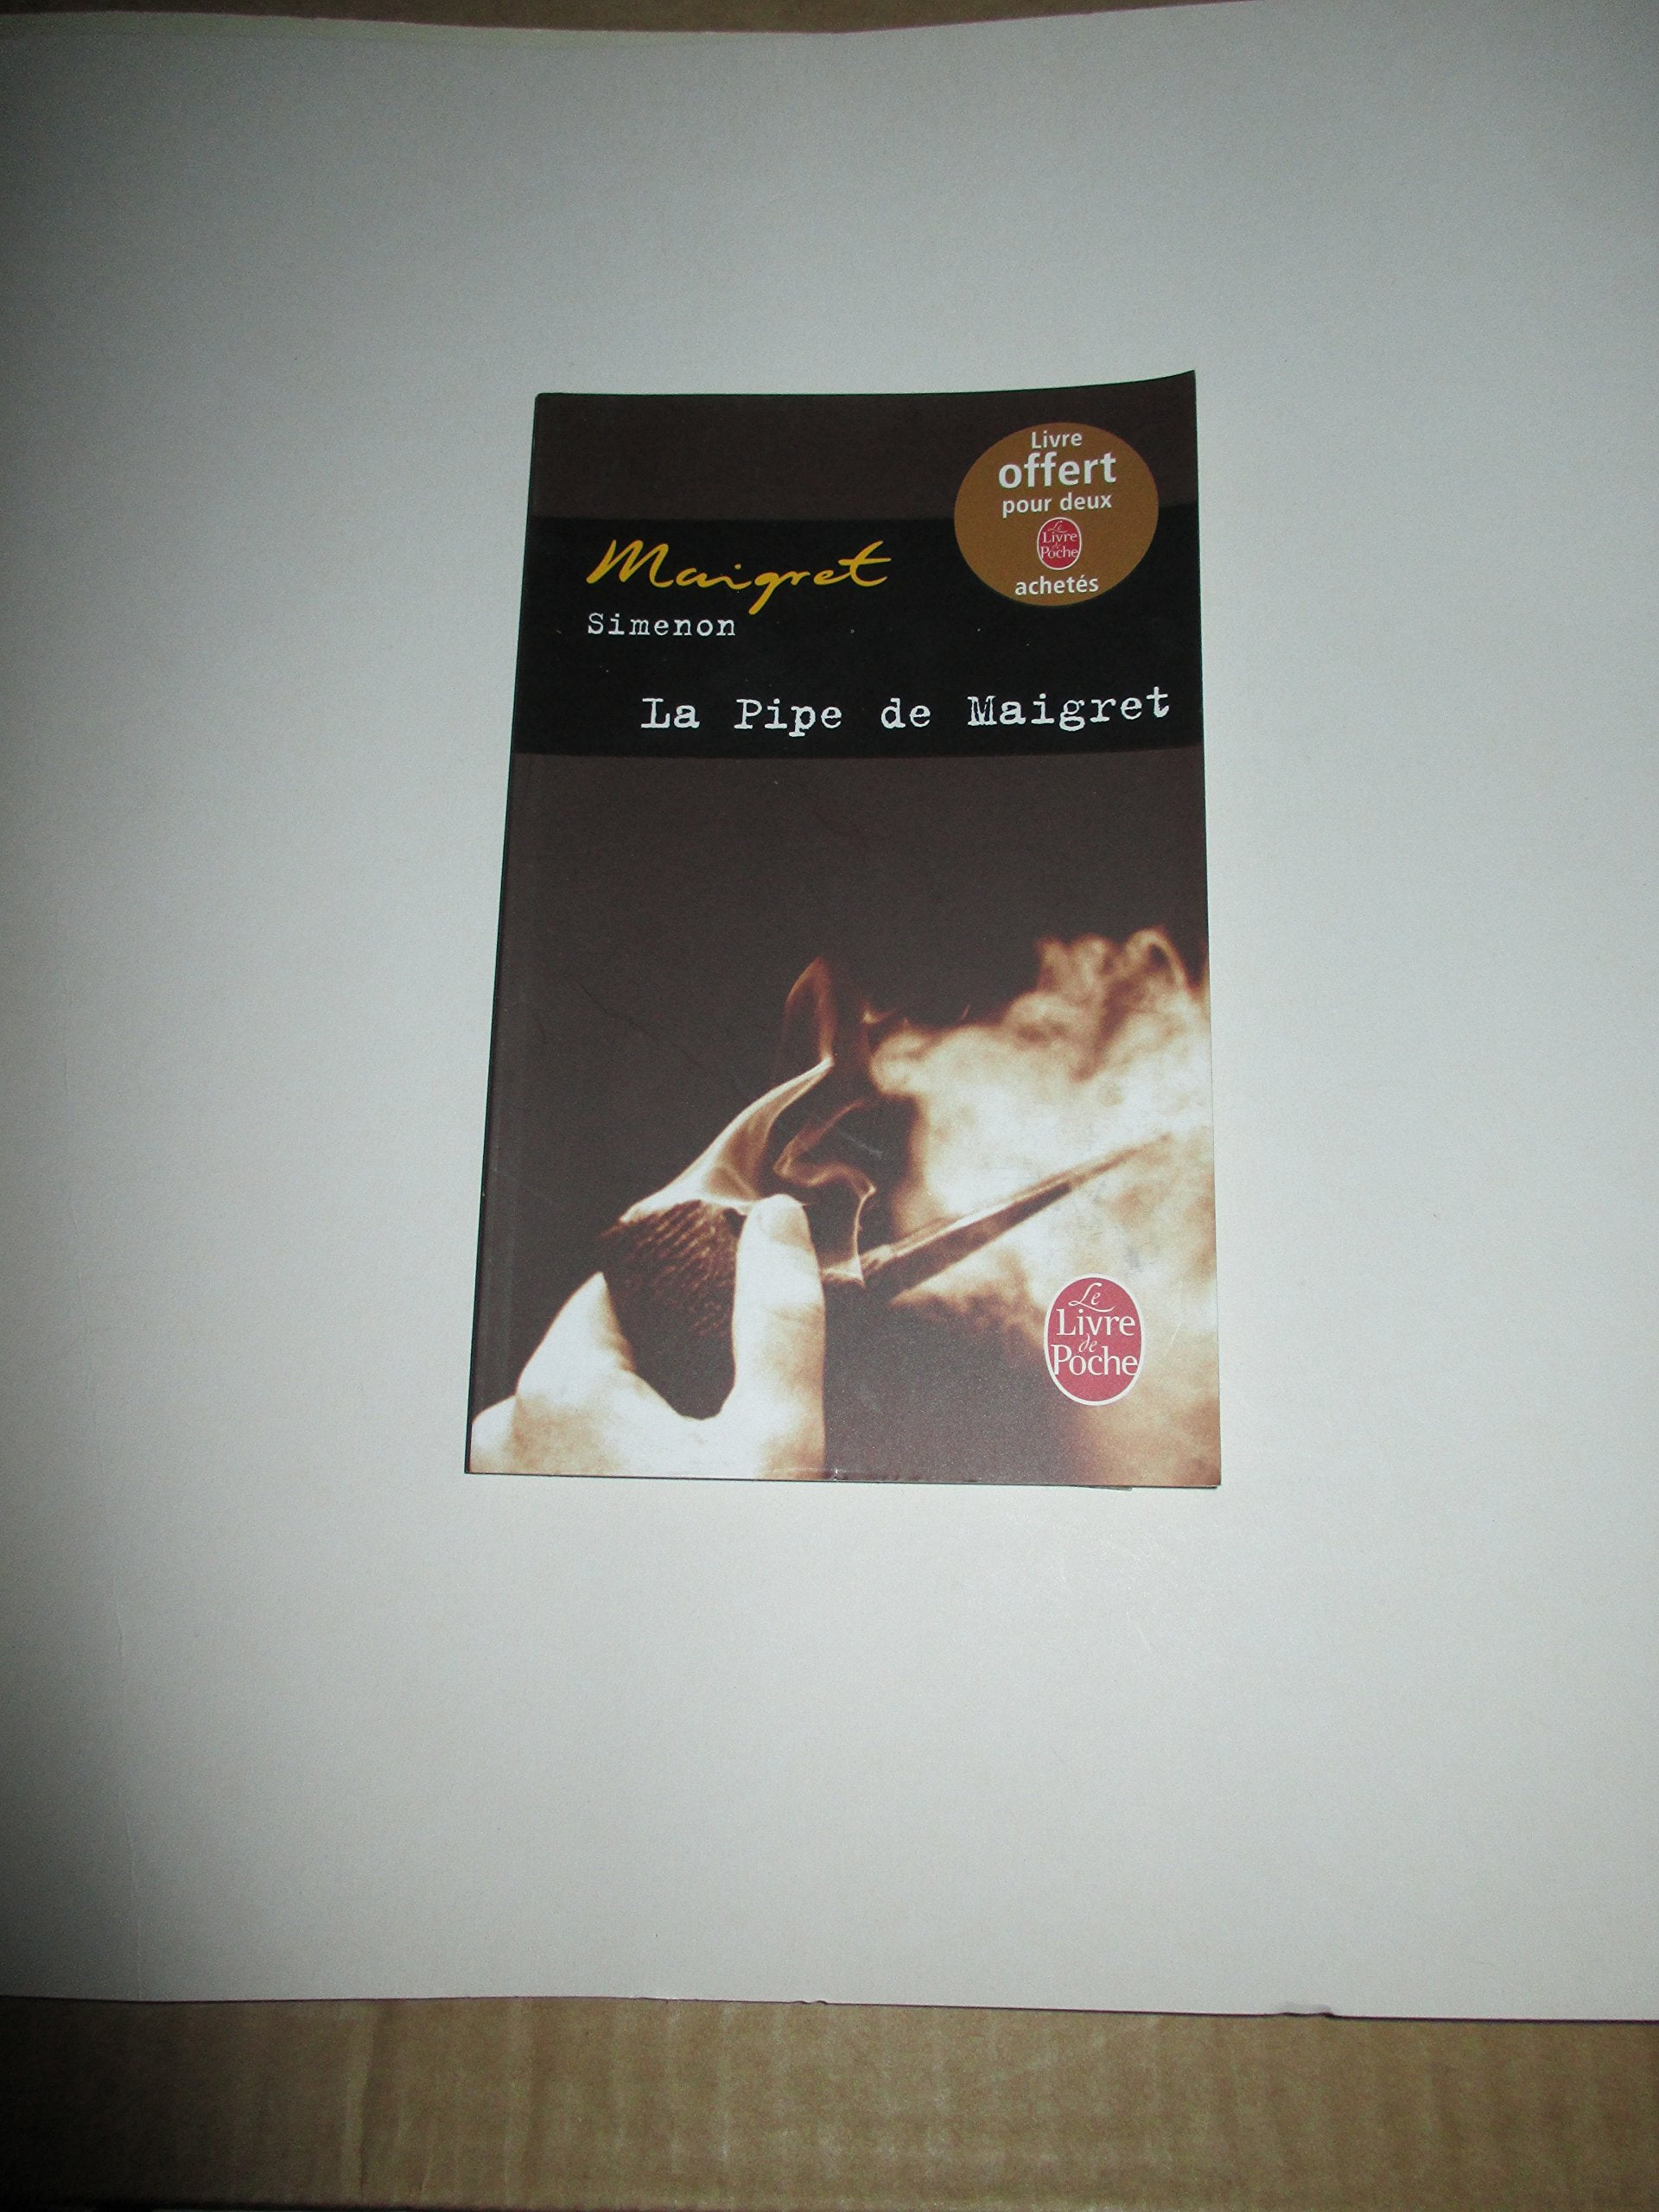 Livre
offert
pour deux
Le
Livre
de
Poche
achetés
Maigret
Simenon
La Pipe de Maigret
Le
Livre
de
Poche